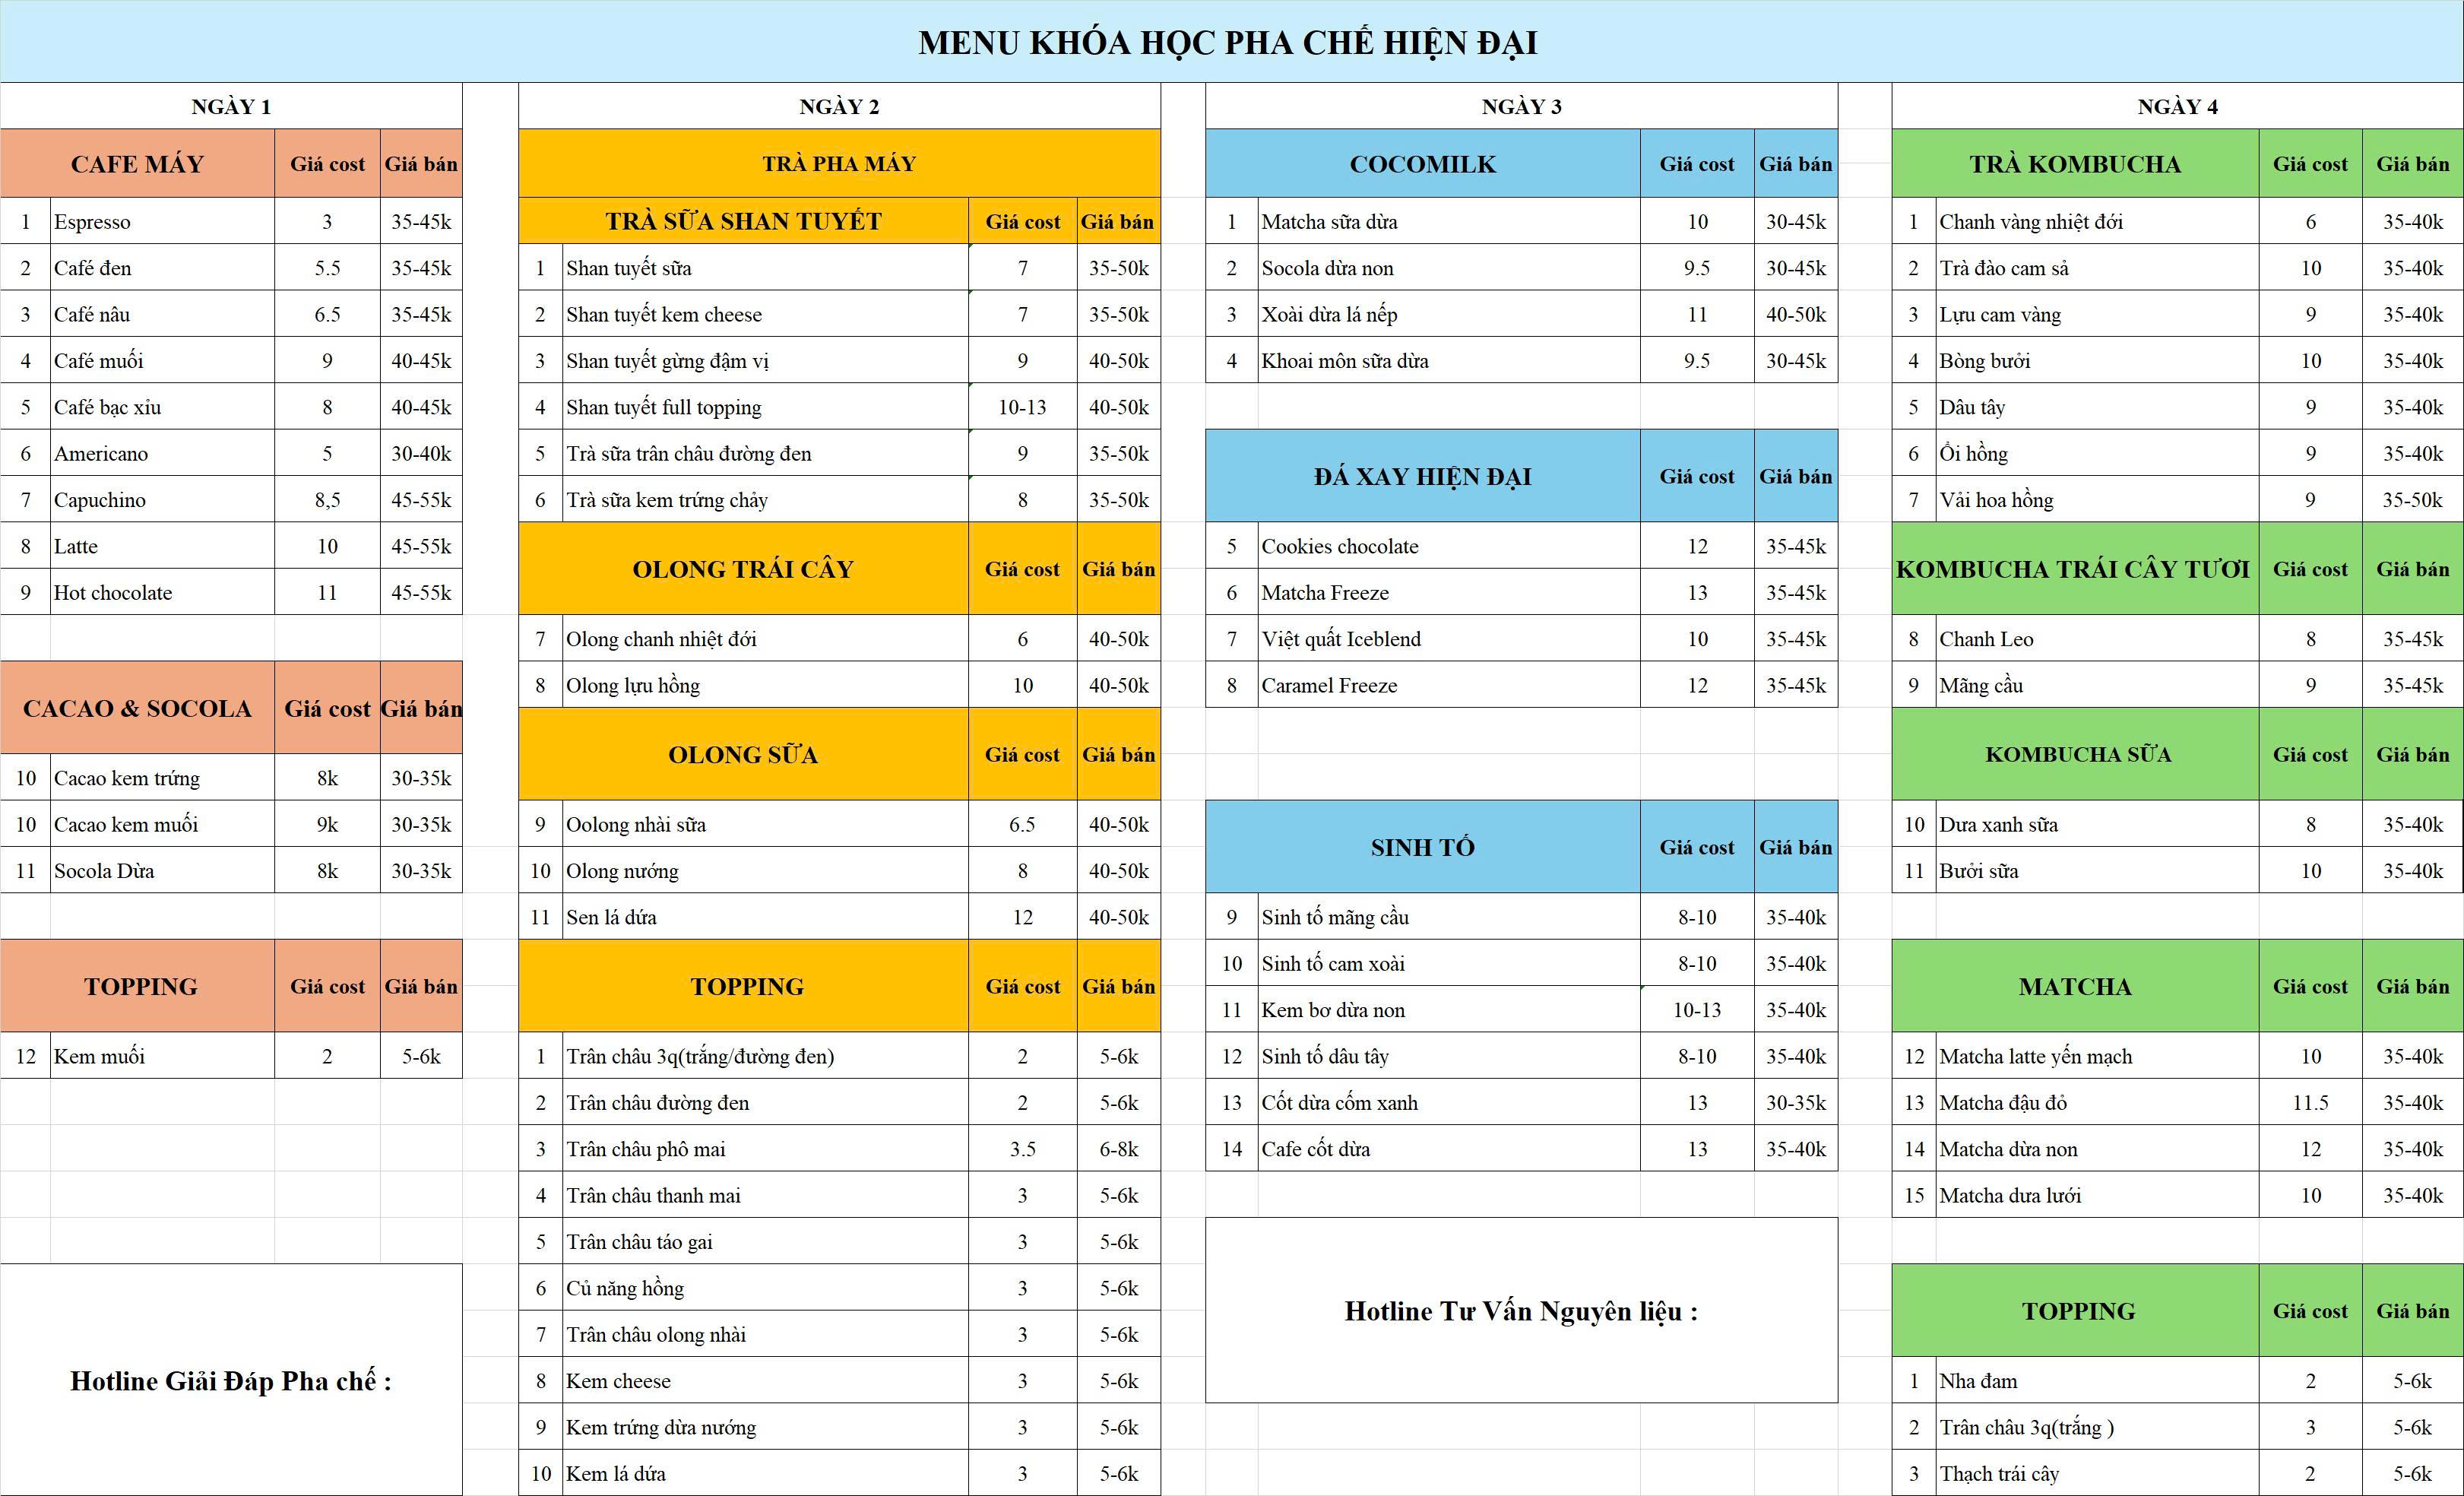 MENU KHÓA HỌC PHA CHẾ HIỆN ĐẠI
NGÀY 1
CAFE MÁY Giá cost Giá bán
1 Espresso 3 35-45k
2 Café đen 5.5 35-45k
3 Café nâu 6.5 35-45k
4 Café muối 9 40-45k
5 Café bạc xỉu 8 40-45k
6 Americano 5 30-40k
7 Capuchino 8,5 45-55k
8 Latte 10 45-55k
9 Hot chocolate 11 45-55k
CACAO & SOCOLA Giá cost Giá bán
10 Cacao kem trứng 8k 30-35k
10 Cacao kem muối 9k 30-35k
11 Socola Dừa 8k 30-35k
TOPPING Giá cost Giá bán
12 Kem muối 2 5-6k
Hotline Giải Đáp Pha chế :
NGÀY 2
TRÀ PHA MÁY
TRÀ SỮA SHAN TUYẾT Giá cost Giá bán
1 Shan tuyết sữa 7 35-50k
2 Shan tuyết kem cheese 7 35-50k
3 Shan tuyết gừng đậm vị 9 40-50k
4 Shan tuyết full topping 10-13 40-50k
5 Trà sữa trân châu đường đen 9 35-50k
6 Trà sữa kem trứng chảy 8 35-50k
OLONG TRÁI CÂY Giá cost Giá bán
7 Olong chanh nhiệt đới 6 40-50k
8 Olong lựu hồng 10 40-50k
OLONG SỮA Giá cost Giá bán
9 Oolong nhài sữa 6.5 40-50k
10 Olong nướng 8 40-50k
11 Sen lá dứa 12 40-50k
TOPPING Giá cost Giá bán
1 Trân châu 3q(trắng/đường đen) 2 5-6k
2 Trân châu đường đen 2 5-6k
3 Trân châu phô mai 3.5 6-8k
4 Trân châu thanh mai 3 5-6k
5 Trân châu táo gai 3 5-6k
6 Củ năng hồng 3 5-6k
7 Trân châu olong nhài 3 5-6k
8 Kem cheese 3 5-6k
9 Kem trứng dừa nướng 3 5-6k
10 Kem lá dứa 3 5-6k
NGÀY 3
COCOMILK Giá cost Giá bán
1 Matcha sữa dừa 10 30-45k
2 Socola dừa non 9.5 30-45k
3 Xoài dừa lá nếp 11 40-50k
4 Khoai môn sữa dừa 9.5 30-45k
ĐÁ XAY HIỆN ĐẠI Giá cost Giá bán
5 Cookies chocolate 12 35-45k
6 Matcha Freeze 13 35-45k
7 Việt quất Iceblend 10 35-45k
8 Caramel Freeze 12 35-45k
SINH TỐ Giá cost Giá bán
9 Sinh tố mãng cầu 8-10 35-40k
10 Sinh tố cam xoài 8-10 35-40k
11 Kem bơ dừa non 10-13 35-40k
12 Sinh tố dâu tây 8-10 35-40k
13 Cốt dừa cốm xanh 13 30-35k
14 Cafe cốt dừa 13 35-40k
Hotline Tư Vấn Nguyên liệu :
NGÀY 4
TRÀ KOMBUCHA Giá cost Giá bán
1 Chanh vàng nhiệt đới 6 35-40k
2 Trà đào cam sả 10 35-40k
3 Lựu cam vàng 9 35-40k
4 Bòng bưởi 10 35-40k
5 Dâu tây 9 35-40k
6 Ổi hồng 9 35-40k
7 Vải hoa hồng 9 35-50k
KOMBUCHA TRÁI CÂY TƯƠI Giá cost Giá bán
8 Chanh Leo 8 35-45k
9 Mãng cầu 9 35-45k
KOMBUCHA SỮA Giá cost Giá bán
10 Dưa xanh sữa 8 35-40k
11 Bưởi sữa 10 35-40k
MATCHA Giá cost Giá bán
12 Matcha latte yến mạch 10 35-40k
13 Matcha đậu đỏ 11.5 35-40k
14 Matcha dừa non 12 35-40k
15 Matcha dưa lưới 10 35-40k
TOPPING Giá cost Giá bán
1 Nha đam 2 5-6k
2 Trân châu 3q(trắng ) 3 5-6k
3 Thạch trái cây 2 5-6k